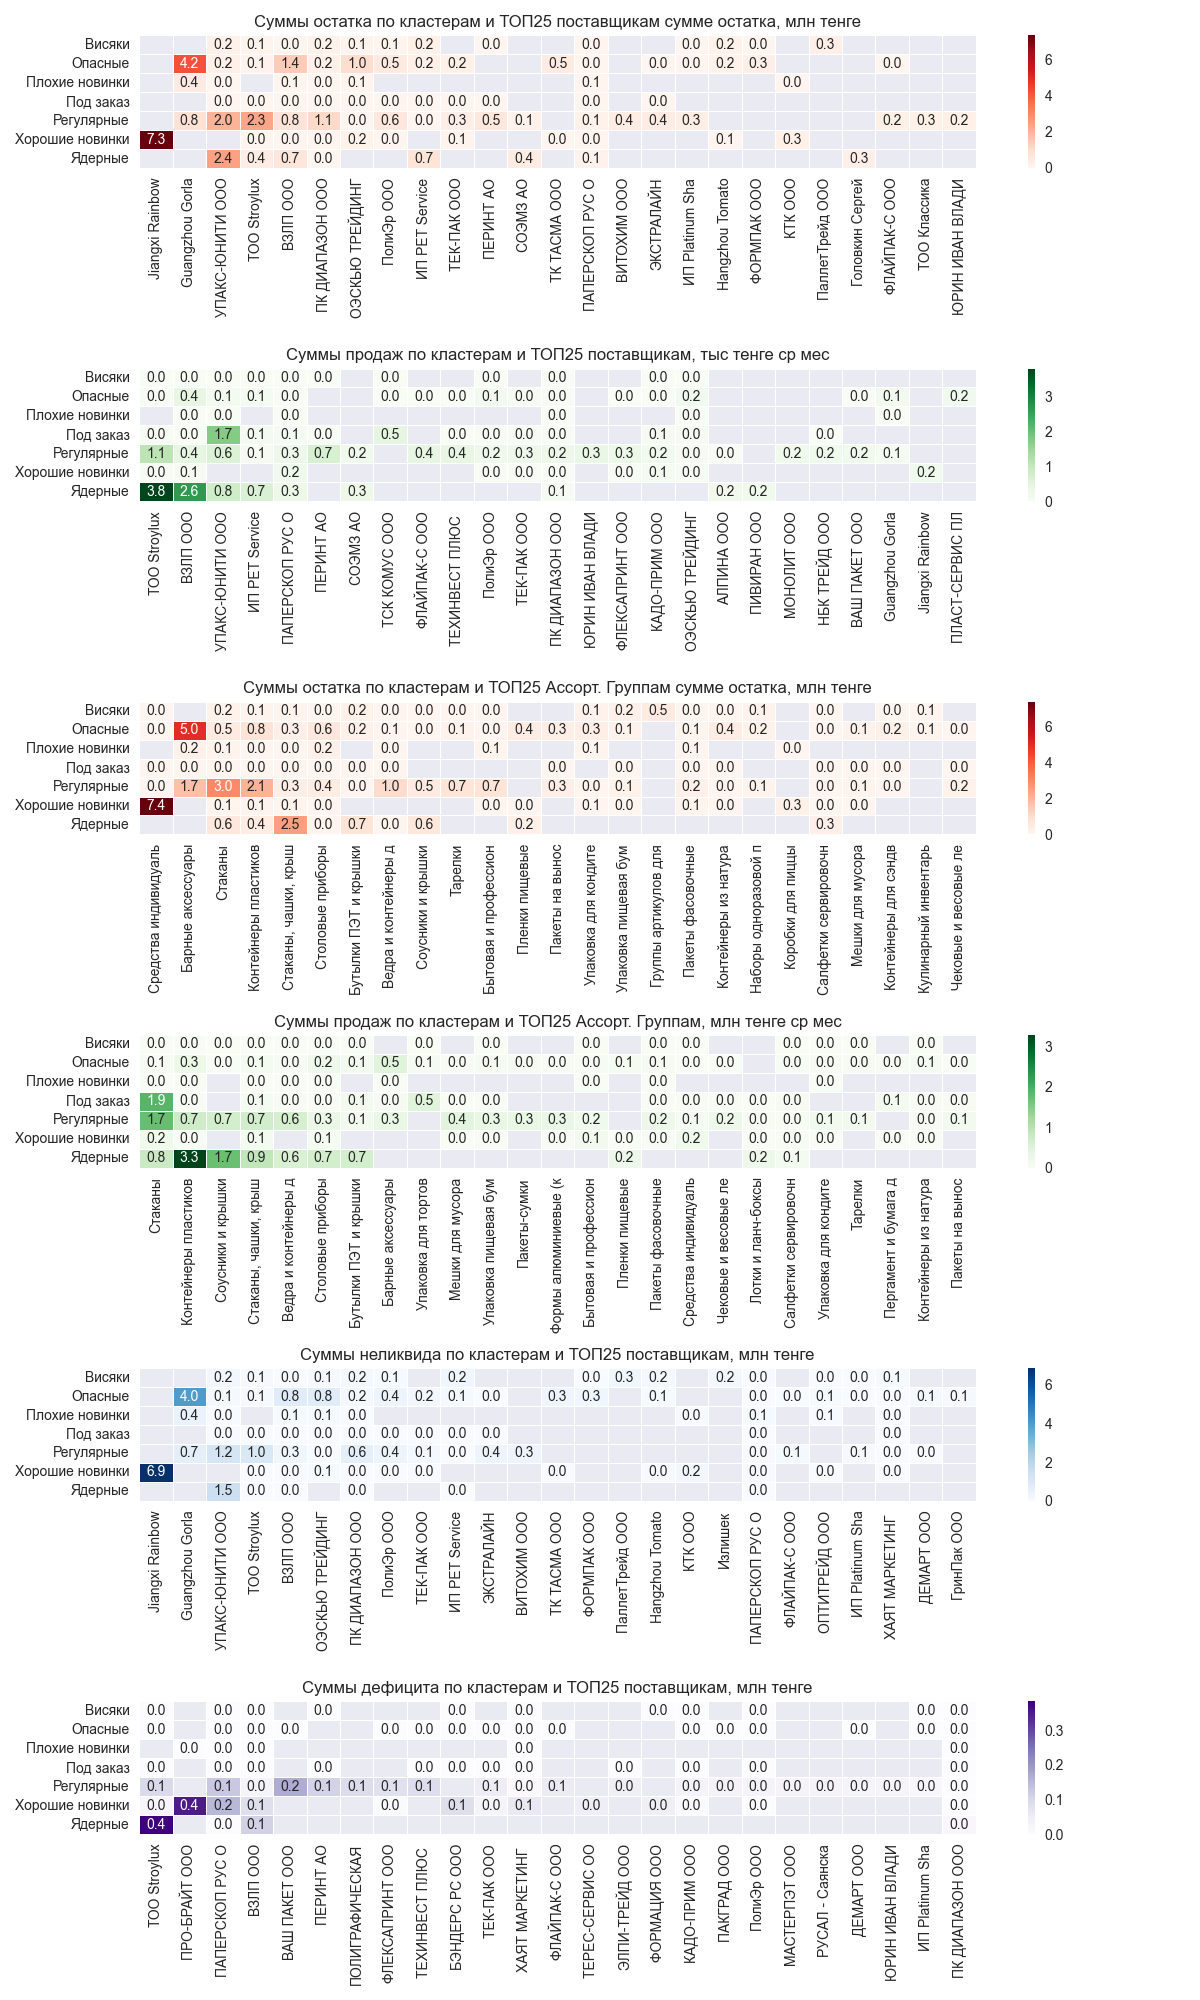 Суммы остатка по кластерам и ТОП25 поставщикам сумме остатка, млн тенге
Висяки 0.2 0.1 0.0 0.2 0.1 0.1 0.2 0.0 0.0 0.0 0.2 0.0 0.3
Опасные 4.2 0.2 0.1 1.4 0.2 1.0 0.5 0.2 0.2 0.5 0.0 0.0 0.0 0.2 0.3 0.0
Плохие новинки 0.4 0.0 0.1 0.0 0.1 0.1 0.0
Под заказ 0.0 0.0 0.0 0.0 0.0 0.0 0.0 0.0 0.0 0.0 0.0
Регулярные 0.8 2.0 2.3 0.8 1.1 0.0 0.6 0.0 0.3 0.5 0.1 0.1 0.4 0.4 0.3 0.2 0.3 0.2
Хорошие новинки 7.3 0.0 0.0 0.0 0.2 0.0 0.1 0.0 0.0 0.1 0.3
Ядерные 2.4 0.4 0.7 0.0 0.7 0.4 0.1 0.3
6
4
2
0
Jiangxi Rainbow
Guangzhou Gorla
УПАКС-ЮНИТИ ООО
ТОО Stroylux
ВЗЛП ООО
ПК ДИАПАЗОН ООО
ОЭСКЬЮ ТРЕЙДИНГ
ПолиЭр ООО
ИП РЕТ Service
ТЕК-ПАК ООО
ПЕРИНТ АО
СОЭМЗ АО
ТК ТАСМА ООО
ПАПЕРСКОП РУС О
ВИТОХИМ ООО
ЭКСТРАЛАЙН
ИП Platinum Sha
Hangzhou Tomato
ФОРМПАК ООО
КТК ООО
ПаллетТрейд ООО
Головкин Сергей
ФЛАЙПАК-С ООО
ТОО Классика
ЮРИН ИВАН ВЛАДИ
Суммы продаж по кластерам и ТОП25 поставщикам, тыс тенге ср мес
Висяки 0.0 0.0 0.0 0.0 0.0 0.0 0.0 0.0 0.0 0.0 0.0
Опасные 0.0 0.4 0.1 0.1 0.0 0.0 0.0 0.0 0.1 0.0 0.0 0.0 0.0 0.2 0.0 0.1 0.2
Плохие новинки 0.0 0.0 0.0 0.0 0.0 0.0
Под заказ 0.0 0.0 1.7 0.1 0.1 0.0 0.5 0.0 0.0 0.0 0.0 0.1 0.0 0.0
Регулярные 1.1 0.4 0.6 0.1 0.3 0.7 0.2 0.4 0.4 0.2 0.3 0.2 0.3 0.3 0.2 0.0 0.0 0.2 0.2 0.2 0.1
Хорошие новинки 0.0 0.1 0.2 0.0 0.0 0.0 0.0 0.1 0.0 0.2
Ядерные 3.8 2.6 0.8 0.7 0.3 0.3 0.1 0.2 0.2
3
2
1
0
ТОО Stroylux
ВЗЛП ООО
УПАКС-ЮНИТИ ООО
ИП РЕТ Service
ПАПЕРСКОП РУС О
ПЕРИНТ АО
СОЭМЗ АО
ТСК КОМУС ООО
ФЛАЙПАК-С ООО
ТЕХИНВЕСТ ПЛЮС
ПолиЭр ООО
ТЕК-ПАК ООО
ПК ДИАПАЗОН ООО
ЮРИН ИВАН ВЛАДИ
ФЛЕКСАПРИНТ ООО
КАДО-ПРИМ ООО
ОЭСКЬЮ ТРЕЙДИНГ
АЛПИНА ООО
ПИВИРАН ООО
МОНОЛИТ ООО
НБК ТРЕЙД ООО
ВАШ ПАКЕТ ООО
Guangzhou Gorla
Jiangxi Rainbow
ПЛАСТ-СЕРВИС ПЛ
Суммы остатка по кластерам и ТОП25 Ассорт. Группам сумме остатка, млн тенге
Висяки 0.0 0.2 0.1 0.1 0.0 0.2 0.0 0.0 0.0 0.0 0.1 0.2 0.5 0.0 0.0 0.1 0.0 0.0 0.1
Опасные 0.0 5.0 0.5 0.8 0.3 0.6 0.2 0.1 0.0 0.1 0.0 0.4 0.3 0.3 0.1 0.1 0.4 0.2 0.0 0.1 0.2 0.1 0.0
Плохие новинки 0.2 0.1 0.0 0.0 0.2 0.0 0.1 0.1 0.1 0.0
Под заказ 0.0 0.0 0.0 0.0 0.0 0.0 0.0 0.0 0.0 0.0 0.0 0.0 0.0 0.0 0.0 0.0
Регулярные 0.0 1.7 3.0 2.1 0.3 0.4 0.0 1.0 0.5 0.7 0.7 0.3 0.0 0.1 0.2 0.0 0.1 0.0 0.1 0.0 0.2
Хорошие новинки 7.4 0.1 0.1 0.1 0.0 0.0 0.0 0.1 0.0 0.1 0.0 0.3 0.0 0.0
Ядерные 0.6 0.4 2.5 0.0 0.7 0.0 0.6 0.2 0.3
6
4
2
0
Средства индивидуаль
Барные аксессуары
Стаканы
Контейнеры пластиков
Стаканы, чашки, крыш
Столовые приборы
Бутылки ПЭТ и крышки
Ведра и контейнеры д
Соусники и крышки
Тарелки
Бытовая и профессион
Пленки пищевые
Пакеты на вынос
Упаковка для кондите
Упаковка пищевая бум
Группы артикулов для
Пакеты фасовочные
Контейнеры из натура
Наборы одноразовой п
Коробки для пиццы
Салфетки сервировочн
Мешки для мусора
Контейнеры для сэндв
Кулинарный инвентарь
Чековые и весовые ле
Суммы продаж по кластерам и ТОП25 Ассорт. Группам, млн тенге ср мес
Висяки 0.0 0.0 0.0 0.0 0.0 0.0 0.0 0.0 0.0 0.0 0.0 0.0 0.0 0.0 0.0
Опасные 0.1 0.3 0.0 0.1 0.0 0.2 0.1 0.5 0.1 0.0 0.1 0.0 0.0 0.0 0.1 0.1 0.0 0.0 0.0 0.0 0.0 0.0 0.1 0.0
Плохие новинки 0.0 0.0 0.0 0.0 0.0 0.0 0.0 0.0 0.0
Под заказ 1.9 0.0 0.1 0.0 0.0 0.1 0.0 0.5 0.0 0.0 0.0 0.0 0.0 0.0 0.0 0.1 0.0 0.0
Регулярные 1.7 0.7 0.7 0.7 0.6 0.3 0.1 0.3 0.4 0.3 0.3 0.3 0.2 0.2 0.1 0.2 0.0 0.0 0.1 0.1 0.0 0.1
Хорошие новинки 0.2 0.0 0.1 0.1 0.0 0.0 0.0 0.0 0.1 0.0 0.0 0.2 0.0 0.0 0.0 0.0 0.0
Ядерные 0.8 3.3 1.7 0.9 0.6 0.7 0.7 0.2 0.2 0.1
3
2
1
0
Стаканы
Контейнеры пластиков
Соусники и крышки
Стаканы, чашки, крыш
Ведра и контейнеры д
Столовые приборы
Бутылки ПЭТ и крышки
Барные аксессуары
Упаковка для тортов
Мешки для мусора
Упаковка пищевая бум
Пакеты-сумки
Формы алюминиевые (к
Бытовая и профессион
Пленки пищевые
Пакеты фасовочные
Средства индивидуаль
Чековые и весовые ле
Лотки и ланч-боксы
Салфетки сервировочн
Упаковка для кондите
Тарелки
Пергамент и бумага д
Контейнеры из натура
Пакеты на вынос
Суммы неликвида по кластерам и ТОП25 поставщикам, млн тенге
Висяки 0.2 0.1 0.0 0.1 0.2 0.1 0.2 0.0 0.3 0.2 0.2 0.0 0.0 0.0 0.1
Опасные 4.0 0.1 0.1 0.8 0.8 0.2 0.4 0.2 0.1 0.0 0.3 0.3 0.1 0.0 0.0 0.1 0.0 0.0 0.1 0.1
Плохие новинки 0.4 0.0 0.1 0.1 0.0 0.0 0.1 0.1 0.0
Под заказ 0.0 0.0 0.0 0.0 0.0 0.0 0.0 0.0 0.0 0.0 0.0
Регулярные 0.7 1.2 1.0 0.3 0.0 0.6 0.4 0.1 0.0 0.4 0.3 0.0 0.1 0.1 0.0 0.0
Хорошие новинки 6.9 0.0 0.0 0.1 0.0 0.0 0.0 0.0 0.0 0.2 0.0 0.0 0.0
Ядерные 1.5 0.0 0.0 0.0 0.0 0.0
6
4
2
0
Jiangxi Rainbow
Guangzhou Gorla
УПАКС-ЮНИТИ ООО
ТОО Stroylux
ВЗЛП ООО
ОЭСКЬЮ ТРЕЙДИНГ
ПК ДИАПАЗОН ООО
ПолиЭр ООО
ТЕК-ПАК ООО
ИП РЕТ Service
ЭКСТРАЛАЙН
ВИТОХИМ ООО
ТК ТАСМА ООО
ФОРМПАК ООО
ПаллетТрейд ООО
Hangzhou Tomato
КТК ООО
Излишек
ПАПЕРСКОП РУС О
ФЛАЙПАК-С ООО
ОПТИТРЕЙД ООО
ИП Platinum Sha
ХАЯТ МАРКЕТИНГ
ДЕМАРТ ООО
ГринПак ООО
Суммы дефицита по кластерам и ТОП25 поставщикам, млн тенге
Висяки 0.0 0.0 0.0 0.0 0.0 0.0 0.0 0.0 0.0 0.0
Опасные 0.0 0.0 0.0 0.0 0.0 0.0 0.0 0.0 0.0 0.0 0.0 0.0 0.0 0.0 0.0 0.0
Плохие новинки 0.0 0.0 0.0 0.0 0.0
Под заказ 0.0 0.0 0.0 0.0 0.0 0.0 0.0 0.0 0.0 0.0 0.0 0.0
Регулярные 0.1 0.1 0.0 0.2 0.1 0.1 0.1 0.1 0.1 0.0 0.1 0.0 0.0 0.0 0.0 0.0 0.0 0.0 0.0 0.0 0.0
Хорошие новинки 0.0 0.4 0.2 0.1 0.0 0.1 0.0 0.1 0.0 0.0 0.0 0.0 0.0
Ядерные 0.4 0.0 0.1 0.0
0.3
0.2
0.1
0.0
ТОО Stroylux
ПРО-БРАЙТ ООО
ПАПЕРСКОП РУС О
ВЗЛП ООО
ВАШ ПАКЕТ ООО
ПЕРИНТ АО
ПОЛИГРАФИЧЕСКАЯ
ФЛЕКСАПРИНТ ООО
ТЕХИНВЕСТ ПЛЮС
БЭНДЕРС РС ООО
ТЕК-ПАК ООО
ХАЯТ МАРКЕТИНГ
ФЛАЙПАК-С ООО
ТЕРЕС-СЕРВИС ОО
ЭЛПИ-ТРЕЙД ООО
ФОРМАЦИЯ ООО
КАДО-ПРИМ ООО
ПАКГРАД ООО
ПолиЭр ООО
МАСТЕРПЭТ ООО
РУСАЛ - Саянска
ДЕМАРТ ООО
ЮРИН ИВАН ВЛАДИ
ИП Platinum Sha
ПК ДИАПАЗОН ООО